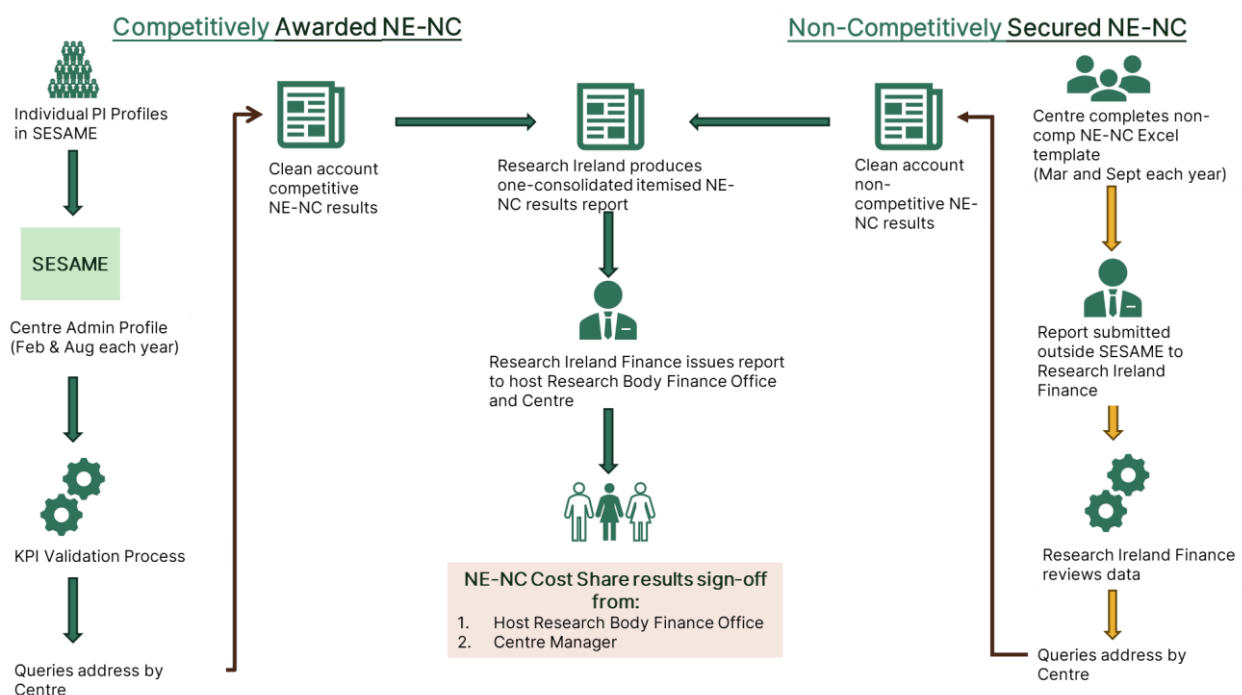 Competitively Awarded NE-NC
Individual PI Profiles
in SESAME
SESAME
Centre Admin Profile
(Feb & Aug each year)
KPI Validation Process
Queries address by
Centre
Clean account
competitive
NE-NC results
Research Ireland produces
one-consolidated itemised NE-
NC results report
Research Ireland Finance issues report
to host Research Body Finance Office
and Centre
NE-NC Cost Share results sign-off
from:
1. Host Research Body Finance Office
2. Centre Manager
Non-Competitively Secured NE-NC
Clean account
non-
competitive NE-
NC results
Centre completes non-
comp NE-NC Excel
template
(Mar and Sept each year)
Report submitted
outside SESAME to
Research Ireland
Finance
Research Ireland Finance
reviews data
Queries address by
Centre